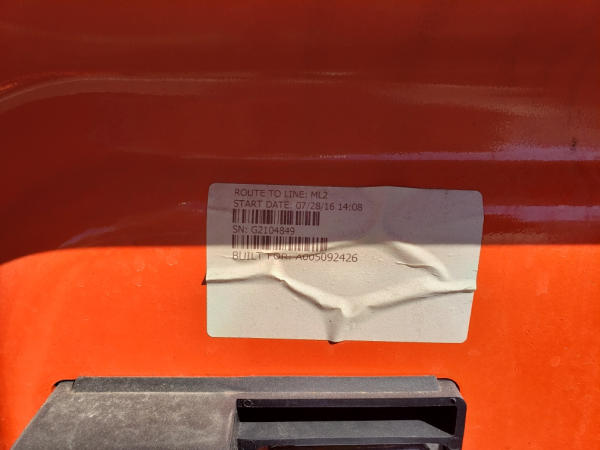 ROUTE TO LINE: ML2
START DATE: 07/28/16 14:08
SN: G2104849
BUILT FOR: A005092426